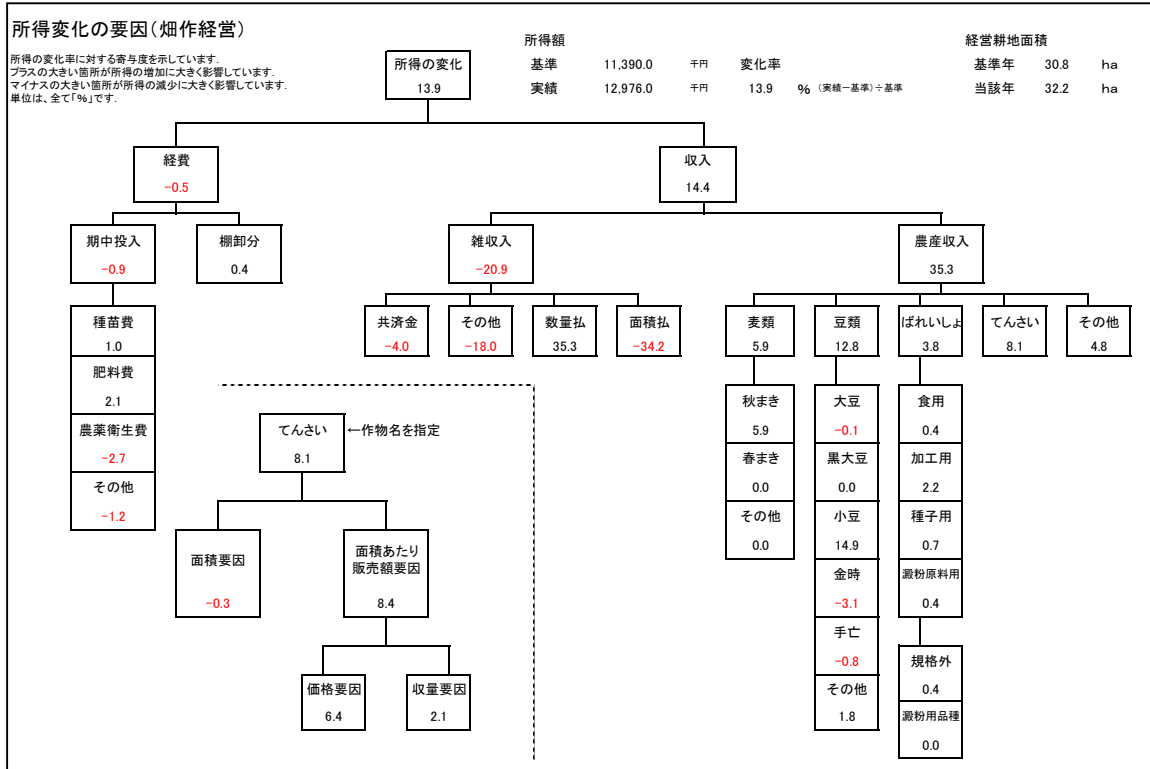 所得変化の要因(畑作経営)
所得の変化率に対する寄与度を示しています.
プラスの大きい箇所が所得の増加に大きく影響しています.
マイナスの大きい箇所が所得の減少に大きく影響しています.
単位は、全て「%」です.
所得の変化
13.9
所得額
基準 11,390.0 千円 変化率
実績 12,976.0 千円 13.9 % (実績-基準)÷基準
経営耕地面積
基準年 30.8 ha
当該年 32.2 ha
経費
-0.5
収入
14.4
期中投入
-0.9
棚卸分
0.4
雑収入
-20.9
農産収入
35.3
種苗費
1.0
肥料費
2.1
農薬衛生費
-2.7
その他
-1.2
共済金
-4.0
その他
-18.0
数量払
35.3
面積払
-34.2
麦類
5.9
豆類
12.8
ばれいしょ
3.8
てんさい
8.1
その他
4.8
秋まき
5.9
春まき
0.0
その他
0.0
大豆
-0.1
黒大豆
0.0
小豆
14.9
金時
-3.1
手亡
-0.8
その他
1.8
食用
0.4
加工用
2.2
種子用
0.7
澱粉原料用
0.4
規格外
0.4
澱粉用品種
0.0
てんさい
8.1
←作物名を指定
面積要因
-0.3
面積あたり
販売額要因
8.4
価格要因
6.4
収量要因
2.1